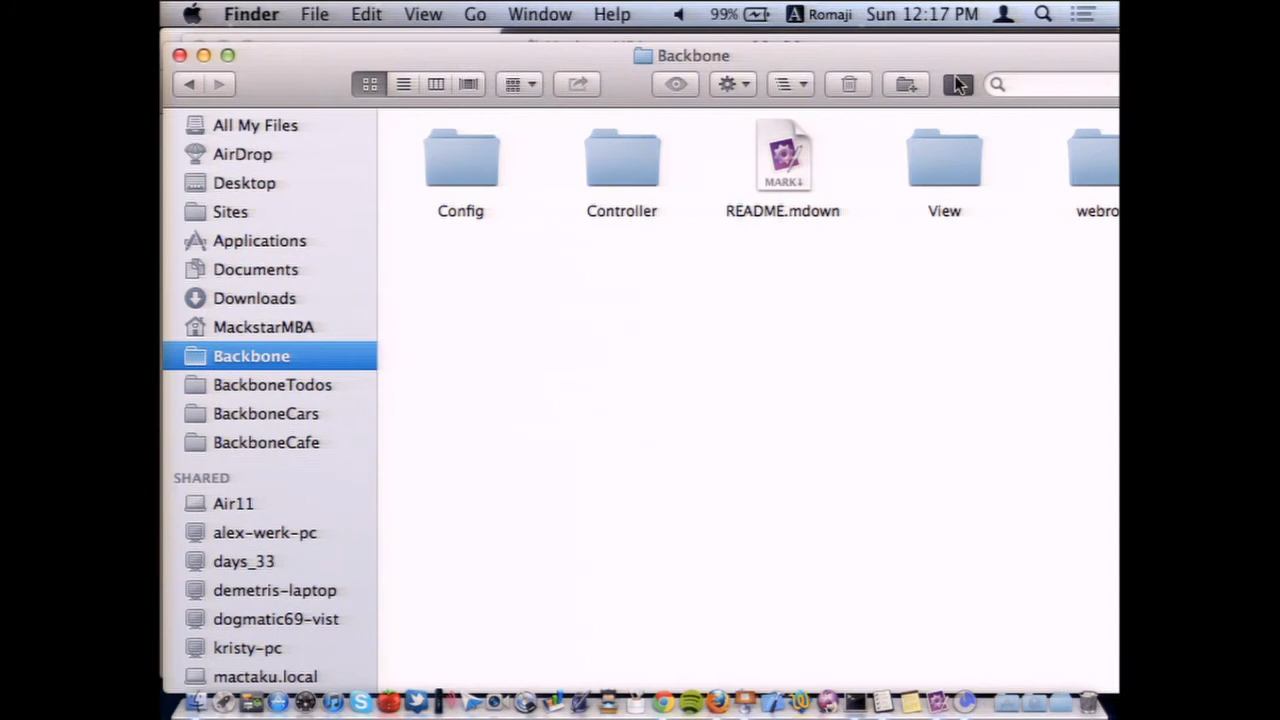 Finder File Edit View Go Window Help 99% A Romaji Sun 12:17 PM
Backbone
All My Files
AirDrop
Desktop
Sites
Applications
Documents
Downloads
MackstarMBA
Backbone
BackboneTodos
BackboneCars
BackboneCafe
SHARED
Air11
alex-werk-pc
days_33
demetris-laptop
dogmatic69-vist
kristy-pc
mactaku.local
MARK↓
Config Controller README.mdown View webro